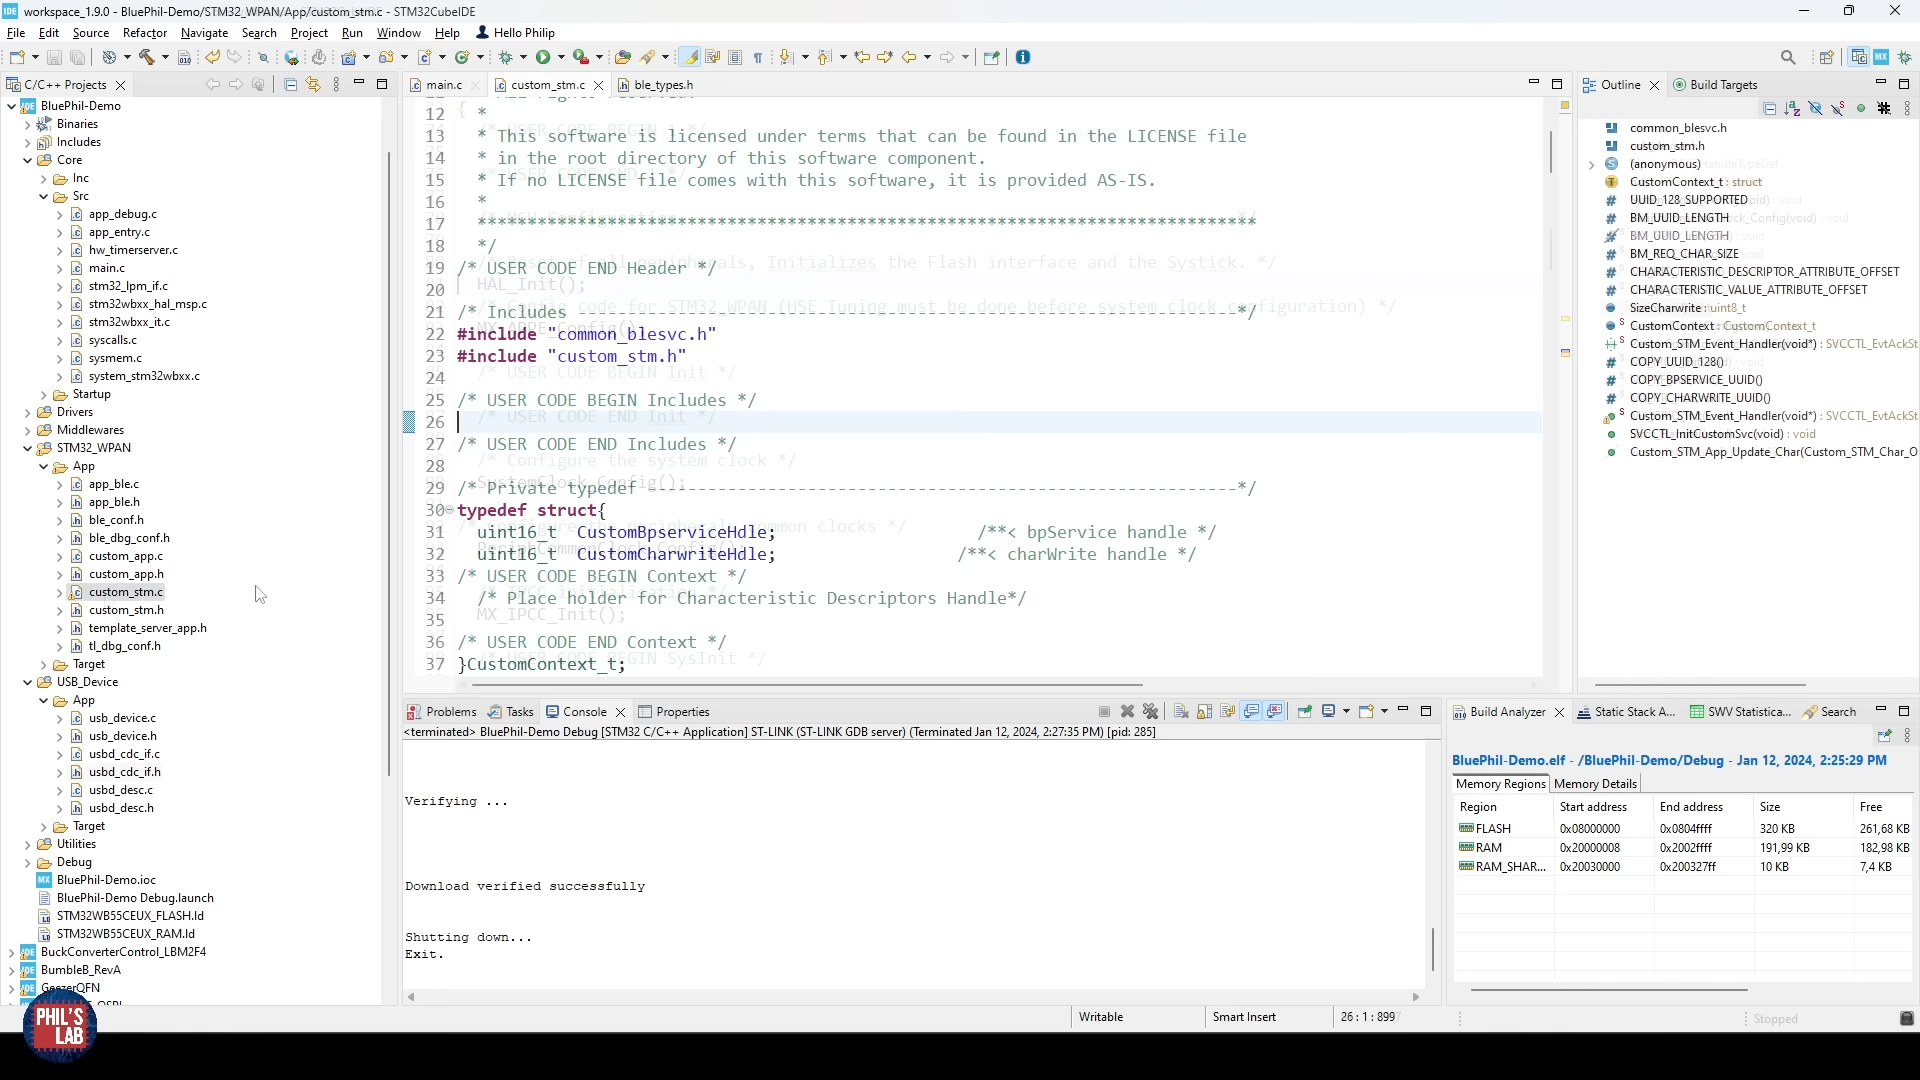 workspace_1.9.0 - BluePhil-Demo/STM32_WPAN/App/custom_stm.c - STM32CubeIDE
File Edit Source Refactor Navigate Search Project Run Window Help Hello Philip
C/C++ Projects
BluePhil-Demo
Binaries
Includes
Core
Inc
Src
app_debug.c
app_entry.c
hw_timerserver.c
main.c
stm32_lpm_if.c
stm32wbxx_hal_msp.c
stm32wbxx_it.c
syscalls.c
sysmem.c
system_stm32wbxx.c
Startup
Drivers
Middlewares
STM32_WPAN
App
app_ble.c
app_ble.h
ble_conf.h
ble_dbg_conf.h
custom_app.c
custom_app.h
custom_stm.c
custom_stm.h
template_server_app.h
tl_dbg_conf.h
Target
USB_Device
App
usb_device.c
usb_device.h
usbd_cdc_if.c
usbd_cdc_if.h
usbd_desc.c
usbd_desc.h
Target
Utilities
Debug
BluePhil-Demo.ioc
BluePhil-Demo Debug.launch
STM32WB55CEUX_FLASH.ld
STM32WB55CEUX_RAM.ld
BuckConverterControl_LBM2F4
BumbleB_RevA
GeezerQFN
PHIL'S
LAB
main.c custom_stm.c ble_types.h
12 *
13 * This software is licensed under terms that can be found in the LICENSE file
14 * in the root directory of this software component.
15 * If no LICENSE file comes with this software, it is provided AS-IS.
16 *
17 ******************************************************************************
18 */
19 /* USER CODE END Header */
20
21 /* Includes ------------------------------------------------------------------*/
22 #include "common_blesvc.h"
23 #include "custom_stm.h"
24
25 /* USER CODE BEGIN Includes */
26
27 /* USER CODE END Includes */
28
29 /* Private typedef -----------------------------------------------------------*/
30 typedef struct{
31 uint16_t CustomBpserviceHdle; /**< bpService handle */
32 uint16_t CustomCharwriteHdle; /**< charWrite handle */
33 /* USER CODE BEGIN Context */
34 /* Place holder for Characteristic Descriptors Handle*/
35
36 /* USER CODE END Context */
37 }CustomContext_t;
Outline Build Targets
common_blesvc.h
custom_stm.h
(anonymous)
CustomContext_t : struct
UUID_128_SUPPORTED
BM_UUID_LENGTH
BM_UUID_LENGTH
BM_REQ_CHAR_SIZE
CHARACTERISTIC_DESCRIPTOR_ATTRIBUTE_OFFSET
CHARACTERISTIC_VALUE_ATTRIBUTE_OFFSET
SizeCharwrite : uint8_t
CustomContext : CustomContext_t
Custom_STM_Event_Handler(void*) : SVCCTL_EvtAckSt
COPY_UUID_128()
COPY_BPSERVICE_UUID()
COPY_CHARWRITE_UUID()
Custom_STM_Event_Handler(void*) : SVCCTL_EvtAckSt
SVCCTL_InitCustomSvc(void) : void
Custom_STM_App_Update_Char(Custom_STM_Char_O
Problems Tasks Console Properties
<terminated> BluePhil-Demo Debug [STM32 C/C++ Application] ST-LINK (ST-LINK GDB server) (Terminated Jan 12, 2024, 2:27:35 PM) [pid: 285]
Verifying ...
Download verified successfully
Shutting down...
Exit.
Build Analyzer Static Stack A... SWV Statistica... Search
BluePhil-Demo.elf - /BluePhil-Demo/Debug - Jan 12, 2024, 2:25:29 PM
Memory Regions Memory Details
Region Start address End address Size Free
FLASH 0x08000000 0x0804ffff 320 KB 261,68 KB
RAM 0x20000008 0x2002ffff 191,99 KB 182,98 KB
RAM_SHAR... 0x20030000 0x200327ff 10 KB 7,4 KB
Writable Smart Insert 26 : 1 : 899 Stopped